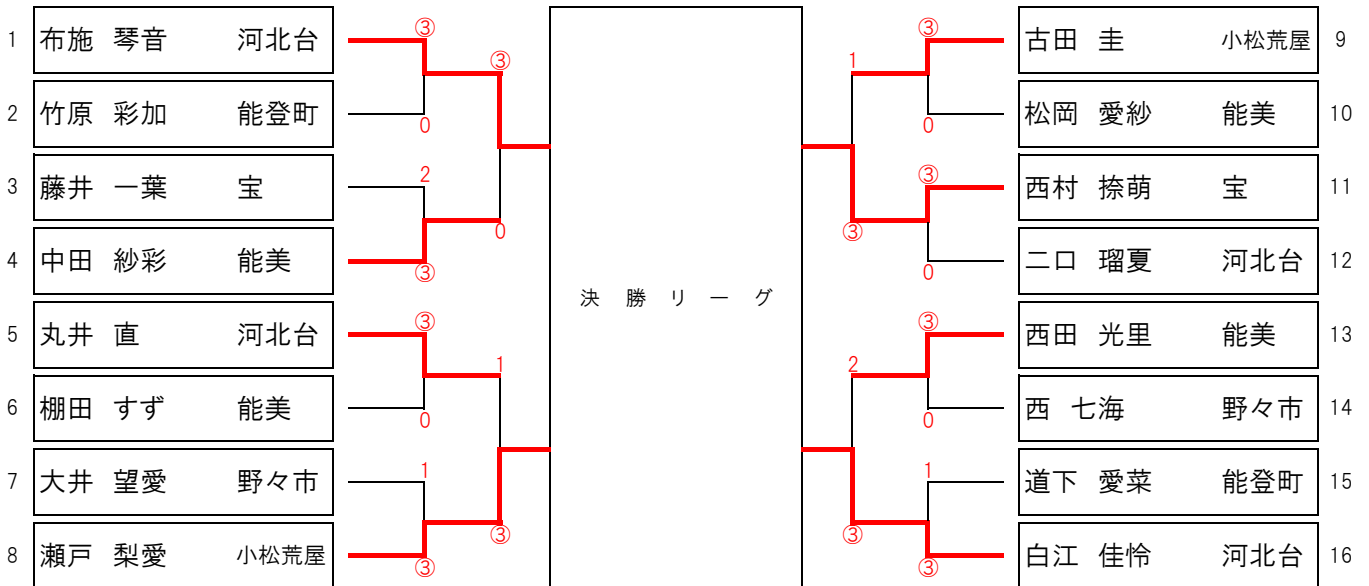 1 布施 琴音 河北台 ③
③
2 竹原 彩加 能登町 0
3 藤井 一葉 宝 2
0
4 中田 紗彩 能美 ③
5 丸井 直 河北台 ③
1
6 棚田 すず 能美 0
7 大井 望愛 野々市 1
③
8 瀬戸 梨愛 小松荒屋 ③
決勝リーグ
③ 古田 圭 小松荒屋 9
1
0 松岡 愛紗 能美 10
③ 西村 捺萌 宝 11
③
0 二口 瑠夏 河北台 12
③ 西田 光里 能美 13
2
0 西 七海 野々市 14
1 道下 愛菜 能登町 15
③
③ 白江 佳怜 河北台 16